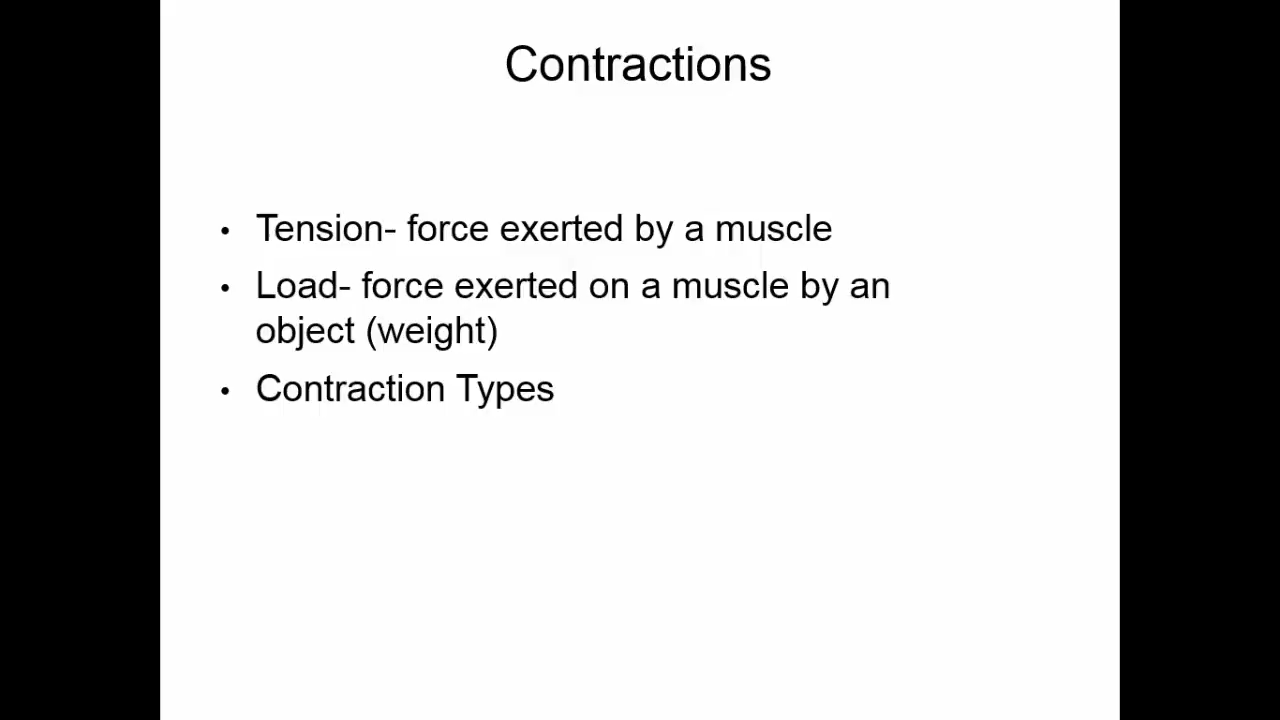 Contractions
• Tension- force exerted by a muscle
• Load- force exerted on a muscle by an
object (weight)
• Contraction Types